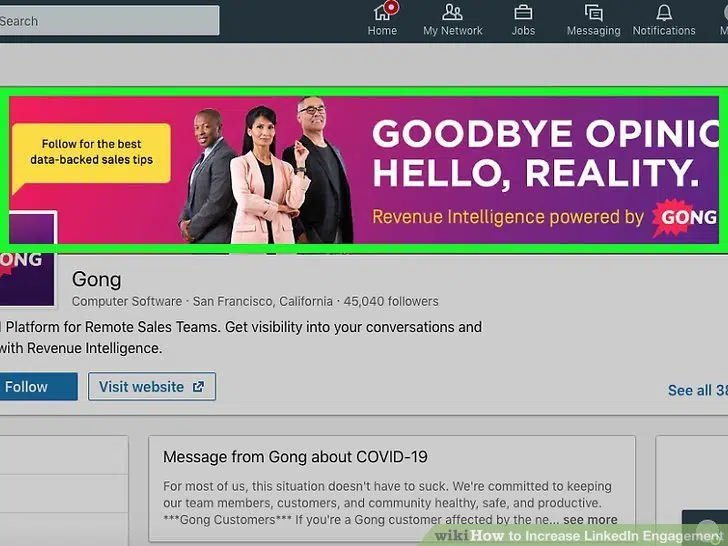 Search
Home
My Network
Jobs
Messaging
Notifications
M
Follow for the best
data-backed sales tips
GOODBYE OPINIO
HELLO, REALITY.
Revenue Intelligence powered by GONG
ONG
Gong
Computer Software · San Francisco, California · 45,040 followers
Platform for Remote Sales Teams. Get visibility into your conversations and
with Revenue Intelligence.
Follow
Visit website
See all 38
Message from Gong about COVID-19
For most of us, this situation doesn't have to suck. We're committed to keeping
our team members, customers, and community healthy, safe, and productive.
***Gong Customers*** If you're a Gong customer affected by the ne... see more
wikiHow to Increase LinkedIn Engagement